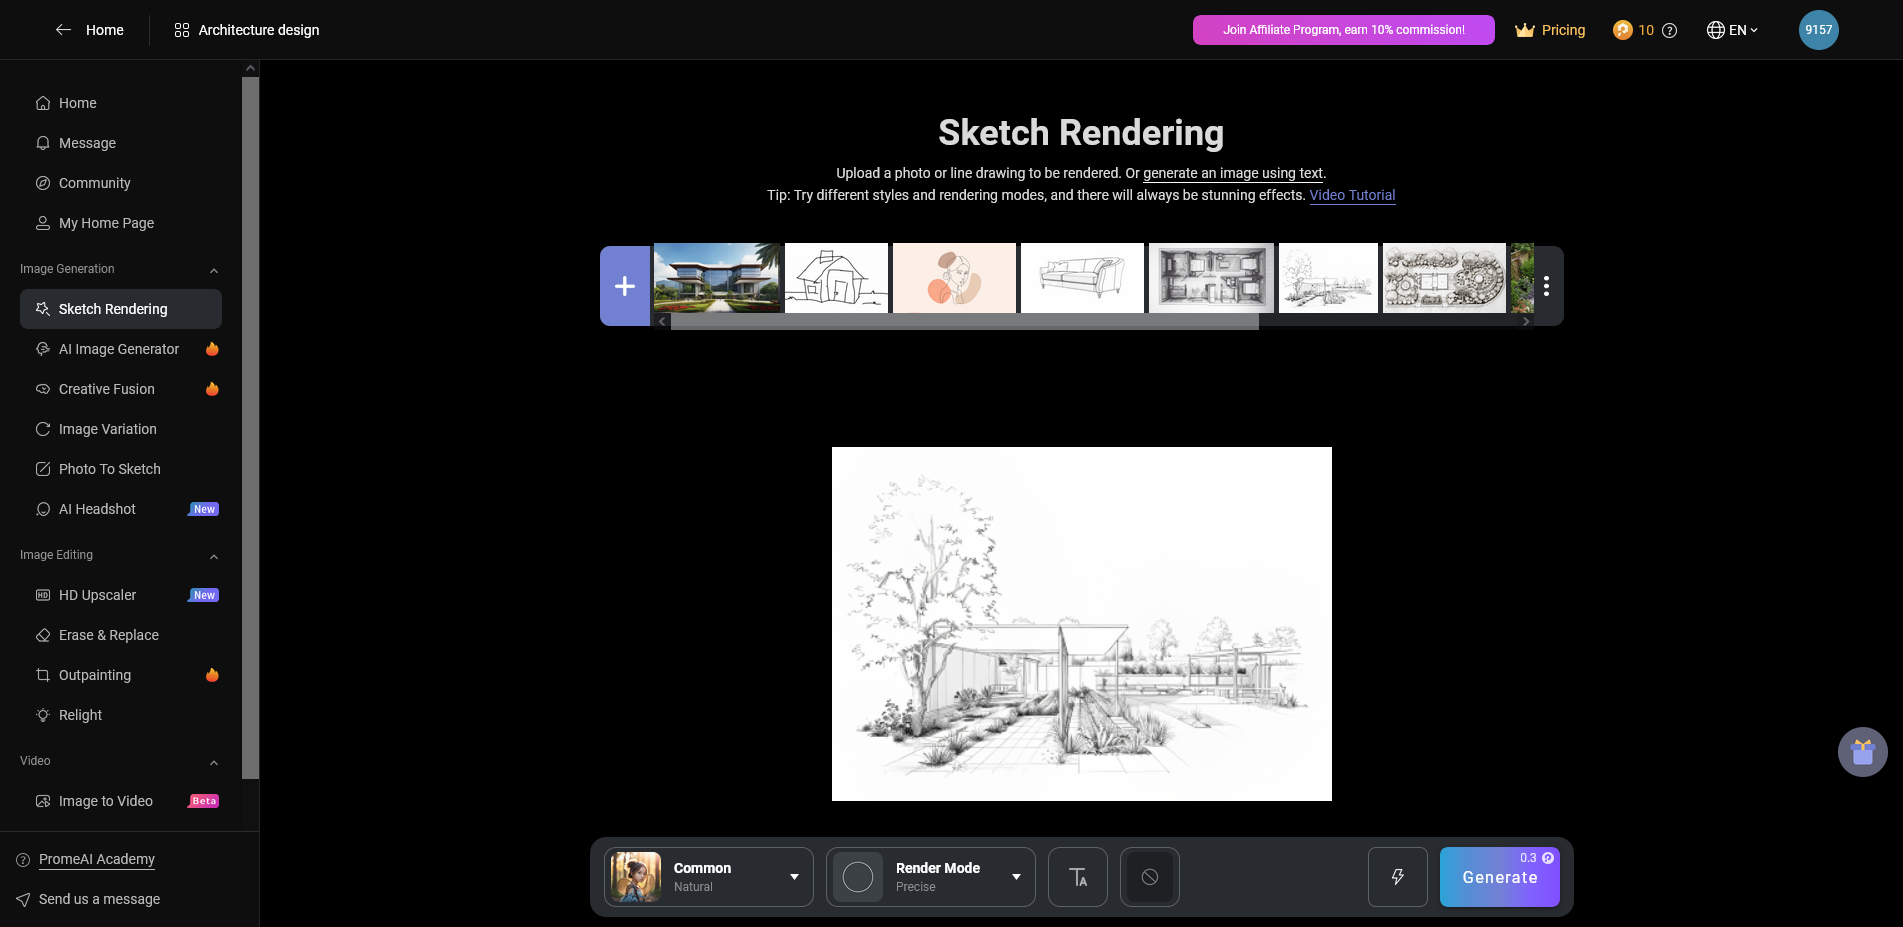 Home
Architecture design
Join Affiliate Program, earn 10% commission!
Pricing
10
EN
9157
Home
Message
Community
My Home Page
Image Generation
Sketch Rendering
AI Image Generator
Creative Fusion
Image Variation
Photo To Sketch
AI Headshot
New
Image Editing
HD Upscaler
New
Erase & Replace
Outpainting
Relight
Video
Image to Video
Beta
PromeAI Academy
Send us a message
Sketch Rendering
Upload a photo or line drawing to be rendered. Or generate an image using text.
Tip: Try different styles and rendering modes, and there will always be stunning effects. Video Tutorial
Common
Natural
Render Mode
Precise
0.3
Generate